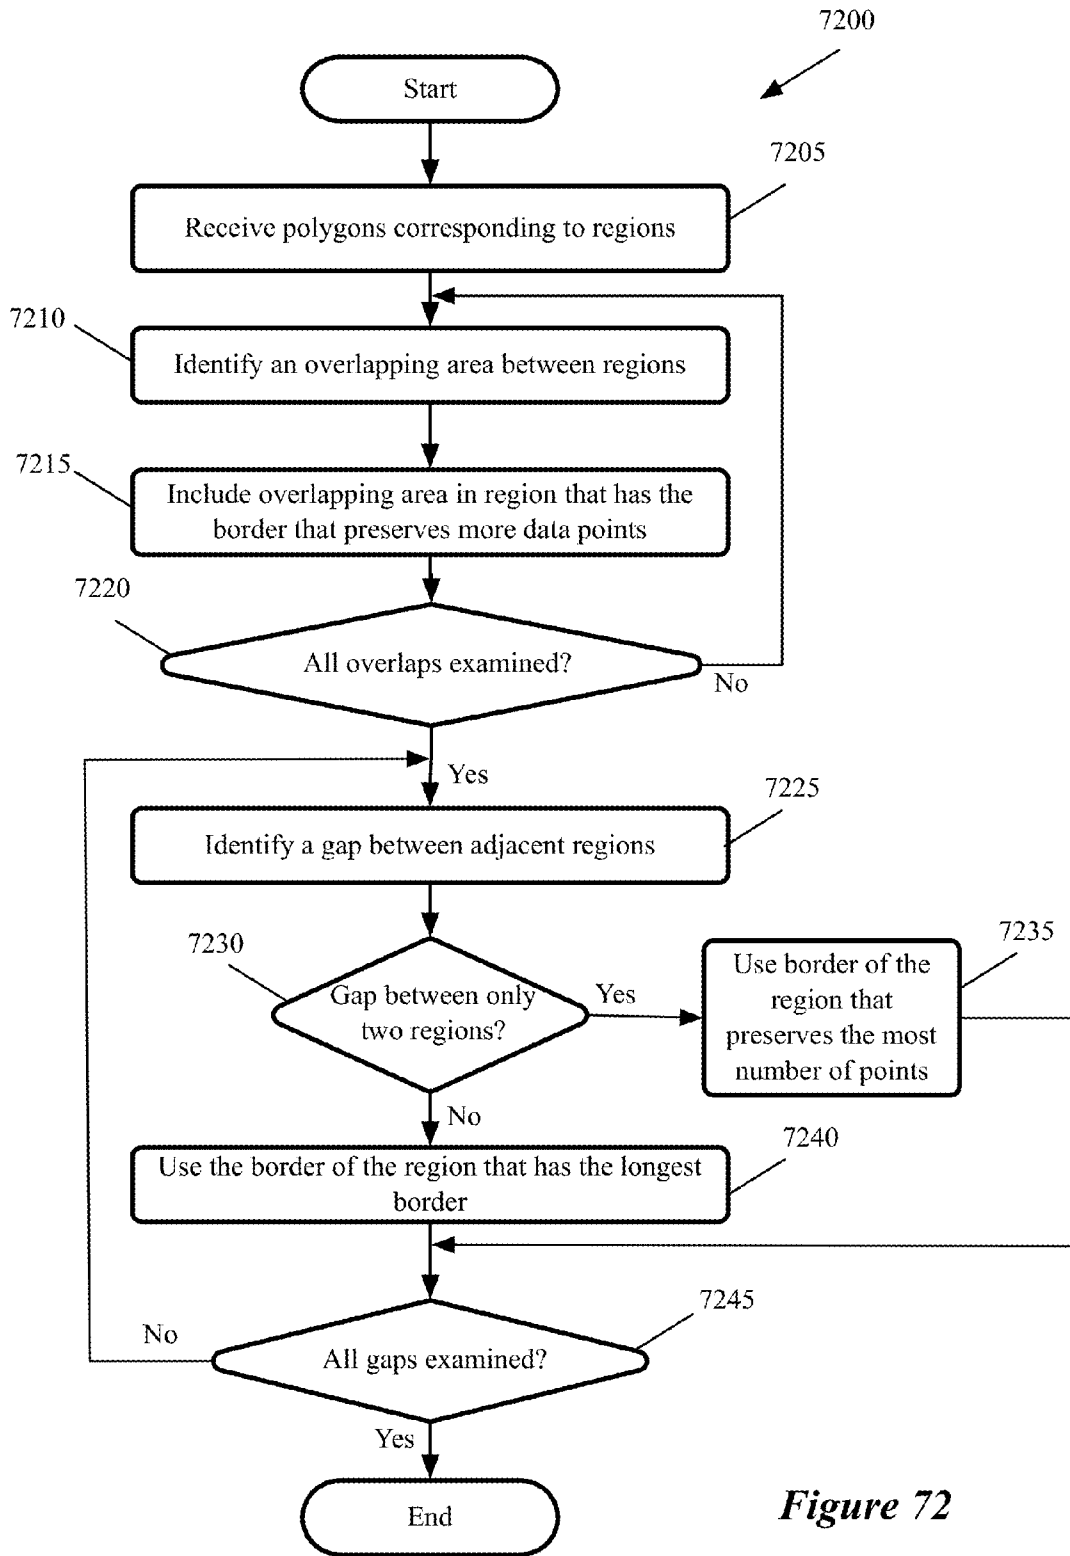 7200
Start
7205
Receive polygons corresponding to regions
7210
Identify an overlapping area between regions
7215
Include overlapping area in region that has the
border that preserves more data points
7220
All overlaps examined?
No
Yes
7225
Identify a gap between adjacent regions
7230
Gap between only
two regions?
Yes
7235
Use border of the
region that
preserves the most
number of points
No
7240
Use the border of the region that has the longest
border
7245
No
All gaps examined?
Yes
End
Figure 72